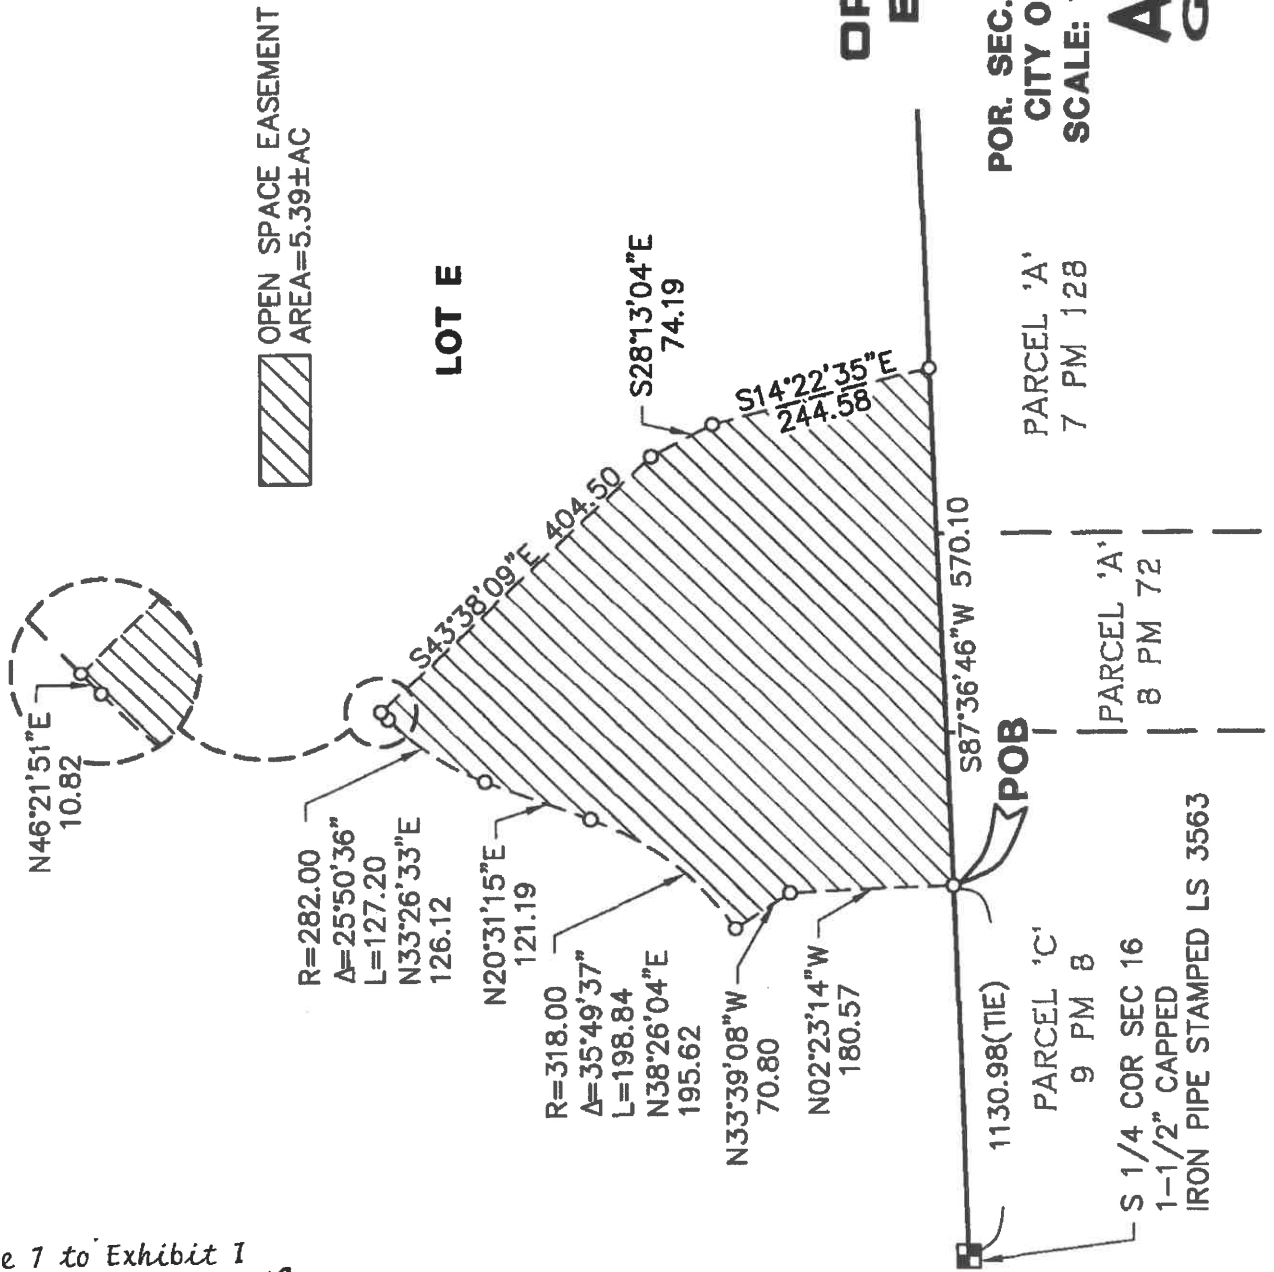 N46°21'51"E
10.82
OPEN SPACE EASEMENT
AREA=5.39±AC
LOT E
R=282.00
Δ=25°50'36"
L=127.20
N33°26'33"E
126.12
S43°38'09"E 404.50
S28°13'04"E
74.19
S14°22'35"E
244.58
N20°31'15"E
121.19
R=318.00
Δ=35°49'37"
L=198.84
N38°26'04"E
195.62
N33°39'08"W
70.80
N02°23'14"W
180.57
S87°36'46"W 570.10
POB
1130.98(TIE)
PARCEL 'C'
9 PM 8
PARCEL 'A'
8 PM 72
PARCEL 'A'
7 PM 128
S 1/4 COR SEC 16
1-1/2" CAPPED
IRON PIPE STAMPED LS 3563
POR. SEC.
CITY O
SCALE:
OP
E
A
G
e 7 to Exhibit I